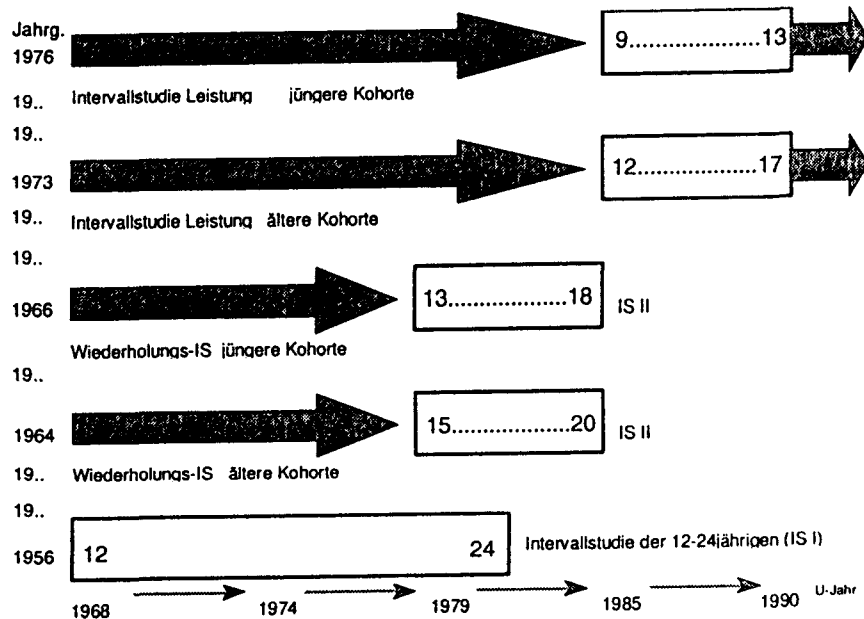 Jahrg.
1976
9.....................13
19.. Intervallstudie Leistung jüngere Kohorte
19..
1973
12....................17
19.. Intervallstudie Leistung ältere Kohorte
19..
1966
13....................18 IS II
Wiederholungs-IS jüngere Kohorte
19..
1964
15....................20 IS II
19.. Wiederholungs-IS ältere Kohorte
19..
1956
12 24 Intervallstudie der 12-24jährigen (IS I)
1968 1974 1979 1985 1990 U-Jahr